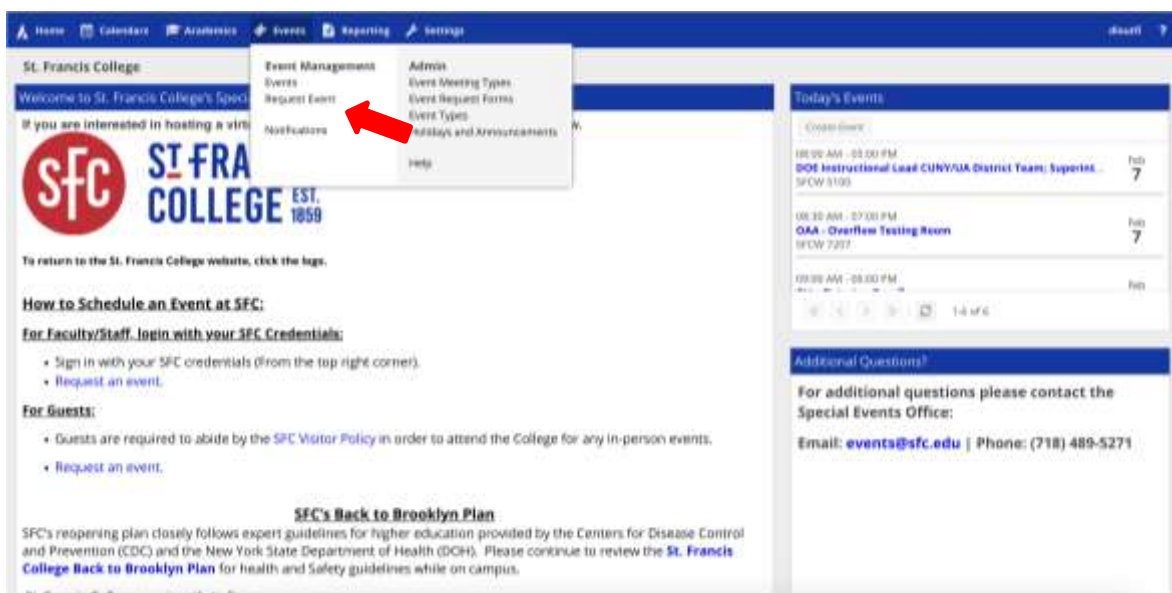 Home Calendars Academics Events Reporting Settings
St. Francis College
Event Management
Events
Request Event
Notifications
Admin
Event Meeting Types
Event Request Forms
Event Types
Holidays and Announcements
Help
Welcome to St. Francis College's Speci
If you are interested in hosting a virt
w.
SFC
ST FRA
COLLEGE EST. 1859
To return to the St. Francis College website, click the logo.
How to Schedule an Event at SFC:
For Faculty/Staff, login with your SFC Credentials:
• Sign in with your SFC credentials (From the top right corner).
• Request an event.
For Guests:
• Guests are required to abide by the SFC Visitor Policy in order to attend the College for any in-person events.
• Request an event.
SFC's Back to Brooklyn Plan
SFC's reopening plan closely follows expert guidelines for higher education provided by the Centers for Disease Control
and Prevention (CDC) and the New York State Department of Health (DOH). Please continue to review the St. Francis
College Back to Brooklyn Plan for health and Safety guidelines while on campus.
Today's Events
Create Event
08:00 AM - 05:00 PM
DOE Instructional Lead CUNY/UA District Team; Superint...
SFCW 5100
Feb
7
08:30 AM - 07:00 PM
OAA - Overflow Testing Room
SFCW 7207
Feb
7
Feb
1-6 of 6
Additional Questions?
For additional questions please contact the
Special Events Office:
Email: events@sfc.edu | Phone: (718) 489-5271